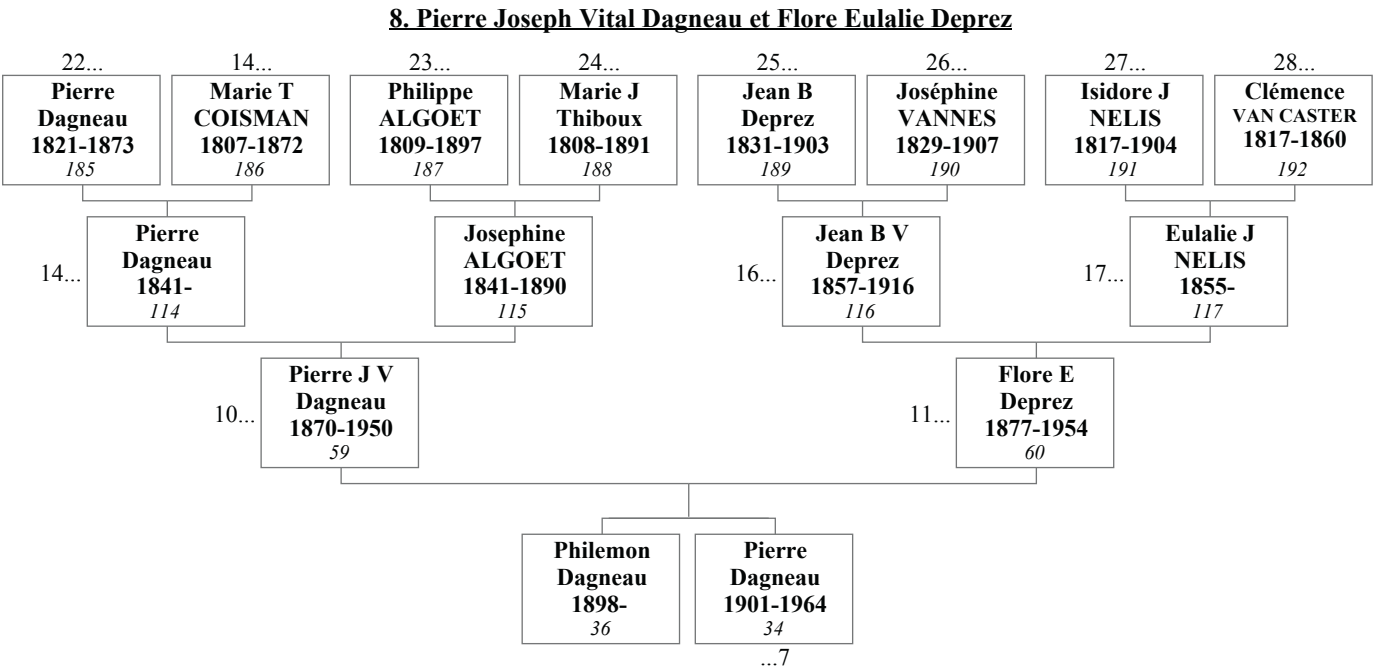 8. Pierre Joseph Vital Dagneau et Flore Eulalie Deprez
22...
14...
23...
24...
25...
26...
27...
28...
Pierre
Dagneau
1821-1873
185
Marie T
COISMAN
1807-1872
186
Philippe
ALGOET
1809-1897
187
Marie J
Thiboux
1808-1891
188
Jean B
Deprez
1831-1903
189
Joséphine
VANNES
1829-1907
190
Isidore J
NELIS
1817-1904
191
Clémence
VAN CASTER
1817-1860
192
14...
Pierre
Dagneau
1841-
114
Josephine
ALGOET
1841-1890
115
16...
Jean B V
Deprez
1857-1916
116
17...
Eulalie J
NELIS
1855-
117
10...
Pierre J V
Dagneau
1870-1950
59
11...
Flore E
Deprez
1877-1954
60
Philemon
Dagneau
1898-
36
Pierre
Dagneau
1901-1964
34
...7